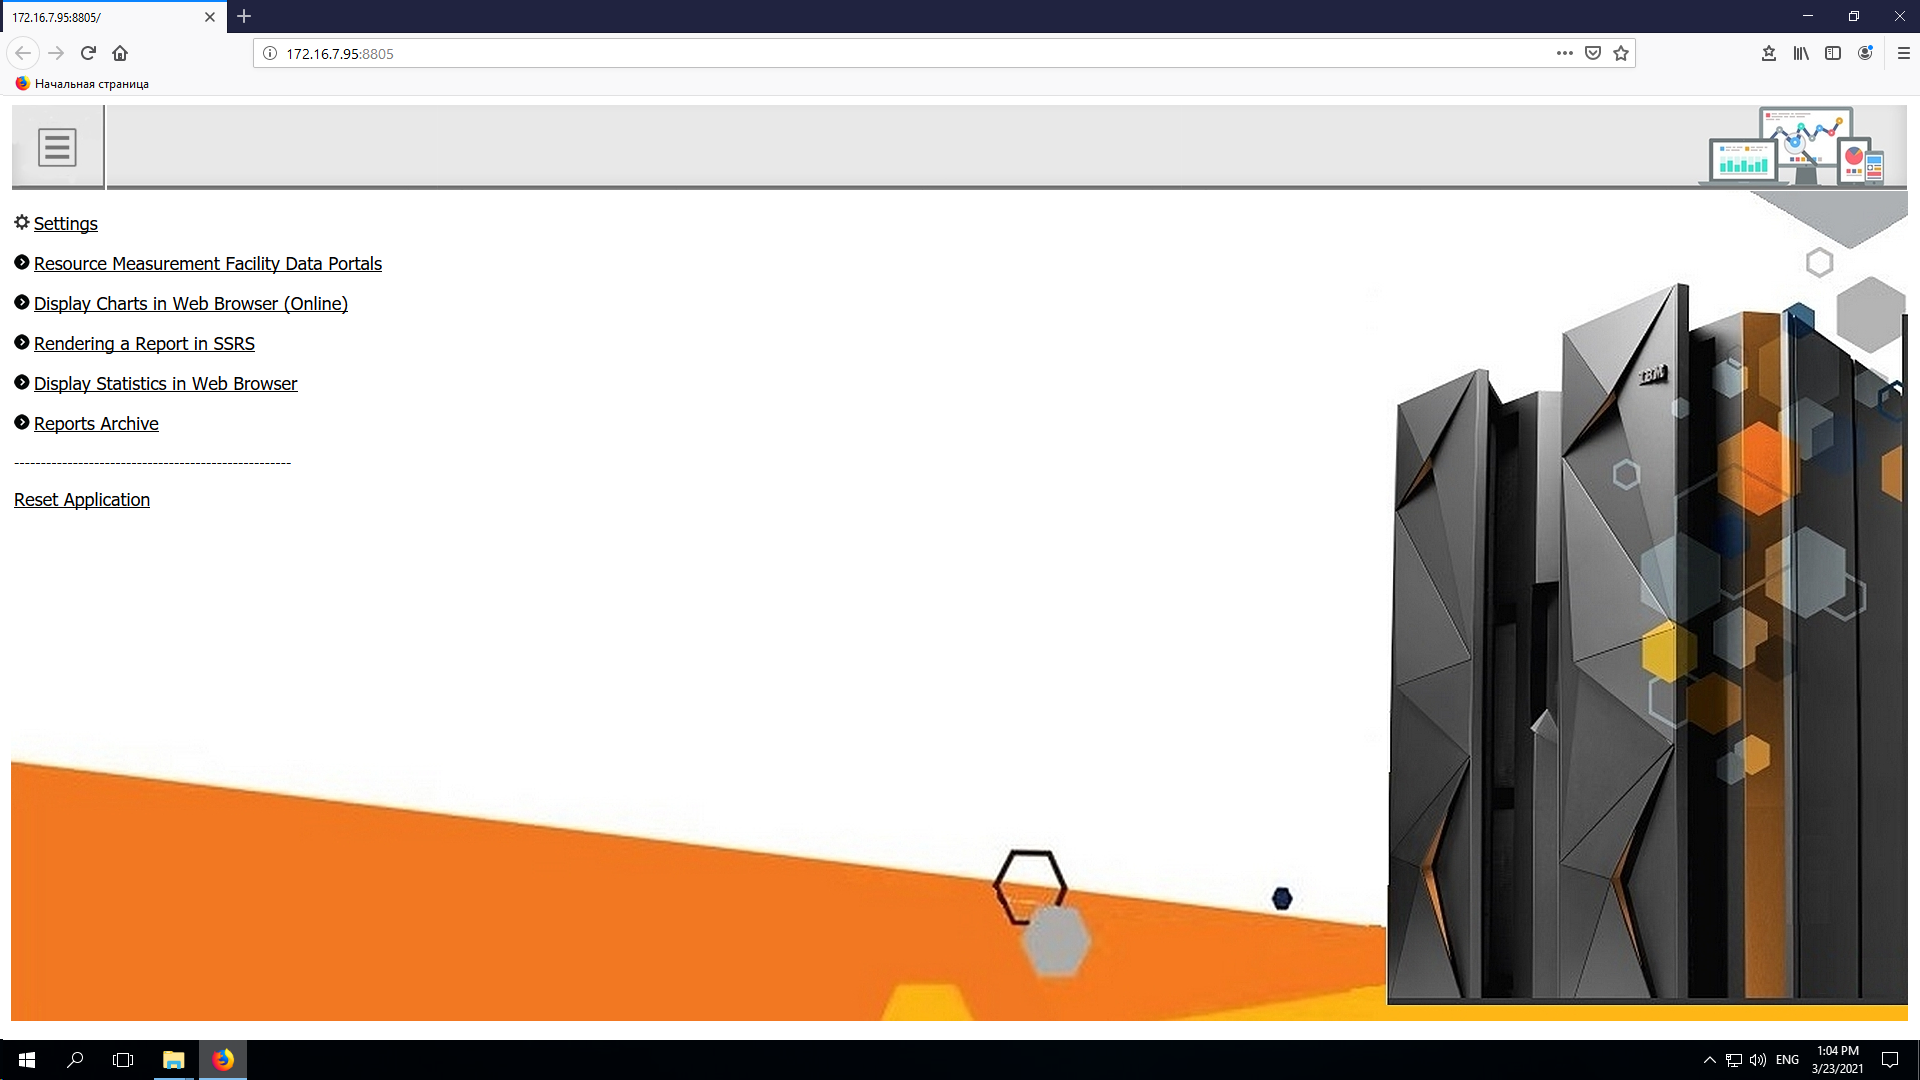 172.16.7.95:8805/
172.16.7.95:8805
Начальная страница
Settings
Resource Measurement Facility Data Portals
Display Charts in Web Browser (Online)
Rendering a Report in SSRS
Display Statistics in Web Browser
Reports Archive
----------------------------------------------------
Reset Application
ENG
1:04 PM
3/23/2021